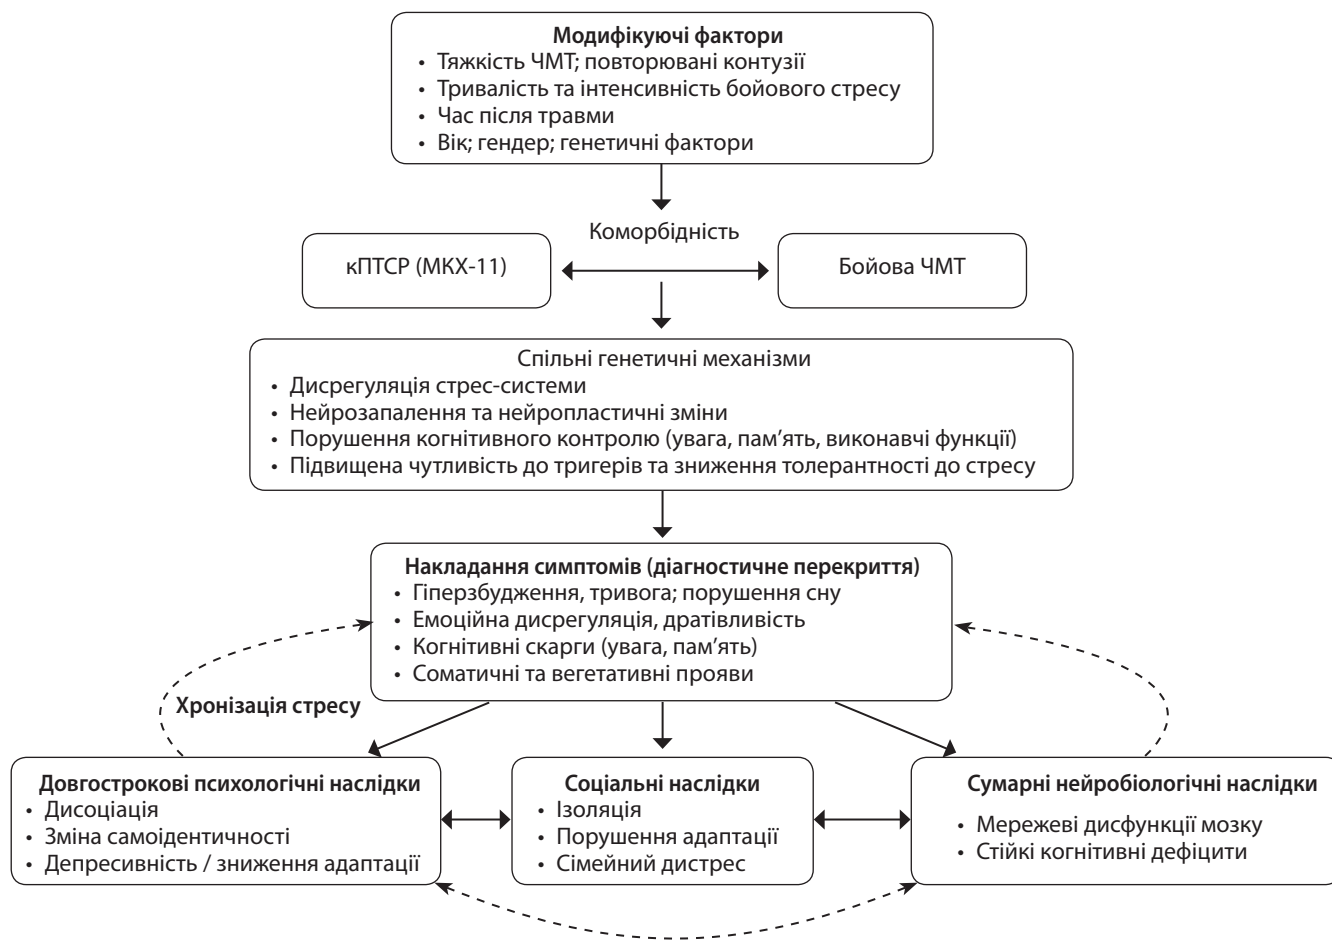 Модифікуючі фактори
• Тяжкість ЧМТ; повторювані контузії
• Тривалість та інтенсивність бойового стресу
• Час після травми
• Вік; гендер; генетичні фактори
Коморбідність
кПТСР (МКХ-11)
Бойова ЧМТ
Спільні генетичні механізми
• Дисрегуляція стрес-системи
• Нейрозапалення та нейропластичні зміни
• Порушення когнітивного контролю (увага, пам’ять, виконавчі функції)
• Підвищена чутливість до тригерів та зниження толерантності до стресу
Накладання симптомів (діагностичне перекриття)
• Гіперзбудження, тривога; порушення сну
• Емоційна дисрегуляція, дратівливість
• Когнітивні скарги (увага, пам’ять)
• Соматичні та вегетативні прояви
Хронізація стресу
Довгострокові психологічні наслідки
• Дисоціація
• Зміна самоідентичності
• Депресивність / зниження адаптації
Соціальні наслідки
• Ізоляція
• Порушення адаптації
• Сімейний дистрес
Сумарні нейробіологічні наслідки
• Мережеві дисфункції мозку
• Стійкі когнітивні дефіцити